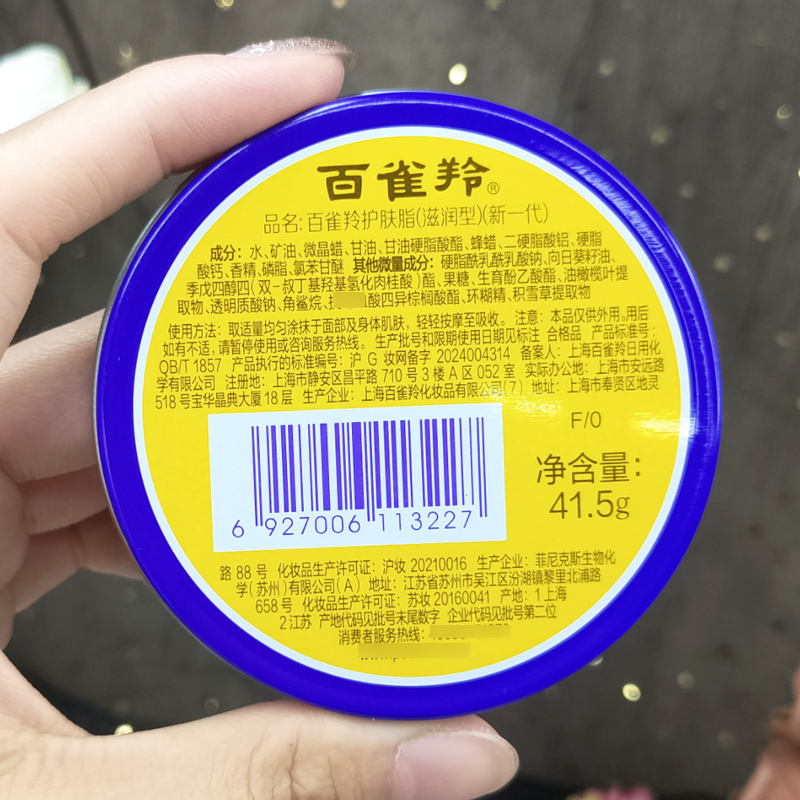 百雀羚®
品名:百雀羚护肤脂(滋润型)(新一代)
成分:水、矿油、微晶蜡、甘油、甘油硬脂酸酯、蜂蜡、二硬脂酸铝、硬脂
酸钙、香精、磷脂、氯苯甘醚 其他微量成分:硬脂酰乳酰乳酸钠、向日葵籽油、
季戊四醇四(双-叔丁基羟基氢化肉桂酸)酯、果糖、生育酚乙酸酯、油橄榄叶提
取物、透明质酸钠、角鲨烷、抗酸四异棕榈酸酯、环糊精、积雪草提取物
使用方法:取适量均匀涂抹于面部及身体肌肤,轻轻按摩至吸收。注意:本品仅供外用。用后
如有不适,请暂停使用或咨询服务热线。生产批号和限期使用日期见标注 合格品 产品标准号:
QB/T 1857 产品执行的标准编号:沪 G 妆网备字 2024004314 备案人:上海百雀羚日用化
学有限公司 注册地:上海市静安区昌平路 710 号 3 楼 A 区 052 室 实际办公地:上海市安远路
518 号宝华晶典大厦 18 层 生产企业:上海百雀羚化妆品有限公司(7) 地址:上海市奉贤区地灵
F/0
净含量:
41.5g
6 927006 113227
路 88 号 化妆品生产许可证:沪妆 20210016 生产企业:菲尼克斯生物化
学(苏州)有限公司(A) 地址:江苏省苏州市吴江区汾湖镇黎里北浦路
658 号 化妆品生产许可证:苏妆 20160041 产地:1 上海
2 江苏 产地代码见批号末尾数字 企业代码见批号第二位
消费者服务热线: